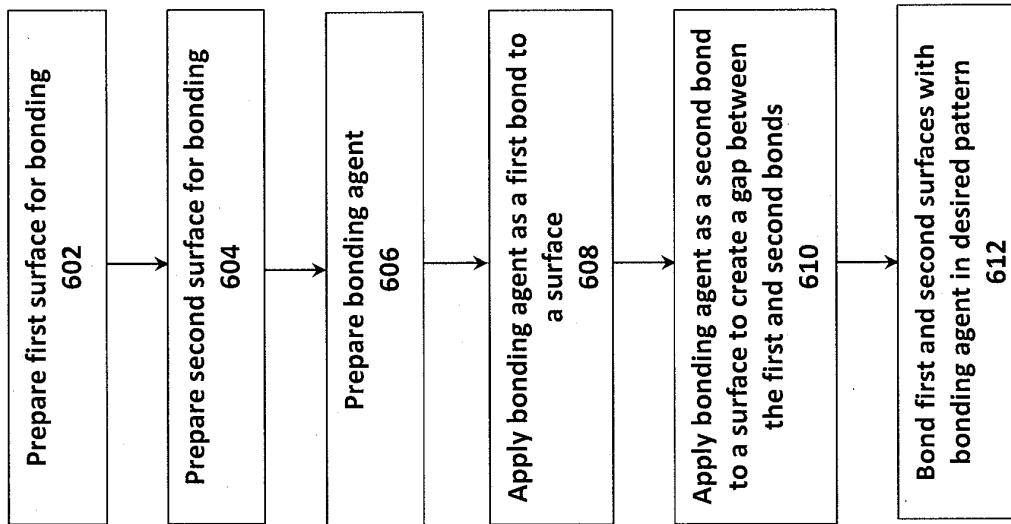 Prepare first surface for bonding
602
Prepare second surface for bonding
604
Prepare bonding agent
606
Apply bonding agent as a first bond to
a surface
608
Apply bonding agent as a second bond
to a surface to create a gap between
the first and second bonds
610
Bond first and second surfaces with
bonding agent in desired pattern
612